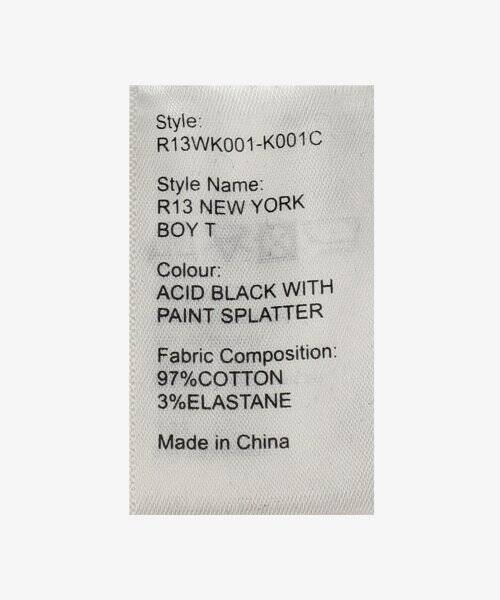 Style:
R13WK001-K001C
Style Name:
R13 NEW YORK
BOY T
Colour:
ACID BLACK WITH
PAINT SPLATTER
Fabric Composition:
97%COTTON
3%ELASTANE
Made in China